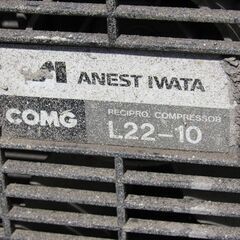 ANEST IWATA
COMG
RECIPRO. COMPRESSOR
L22-10